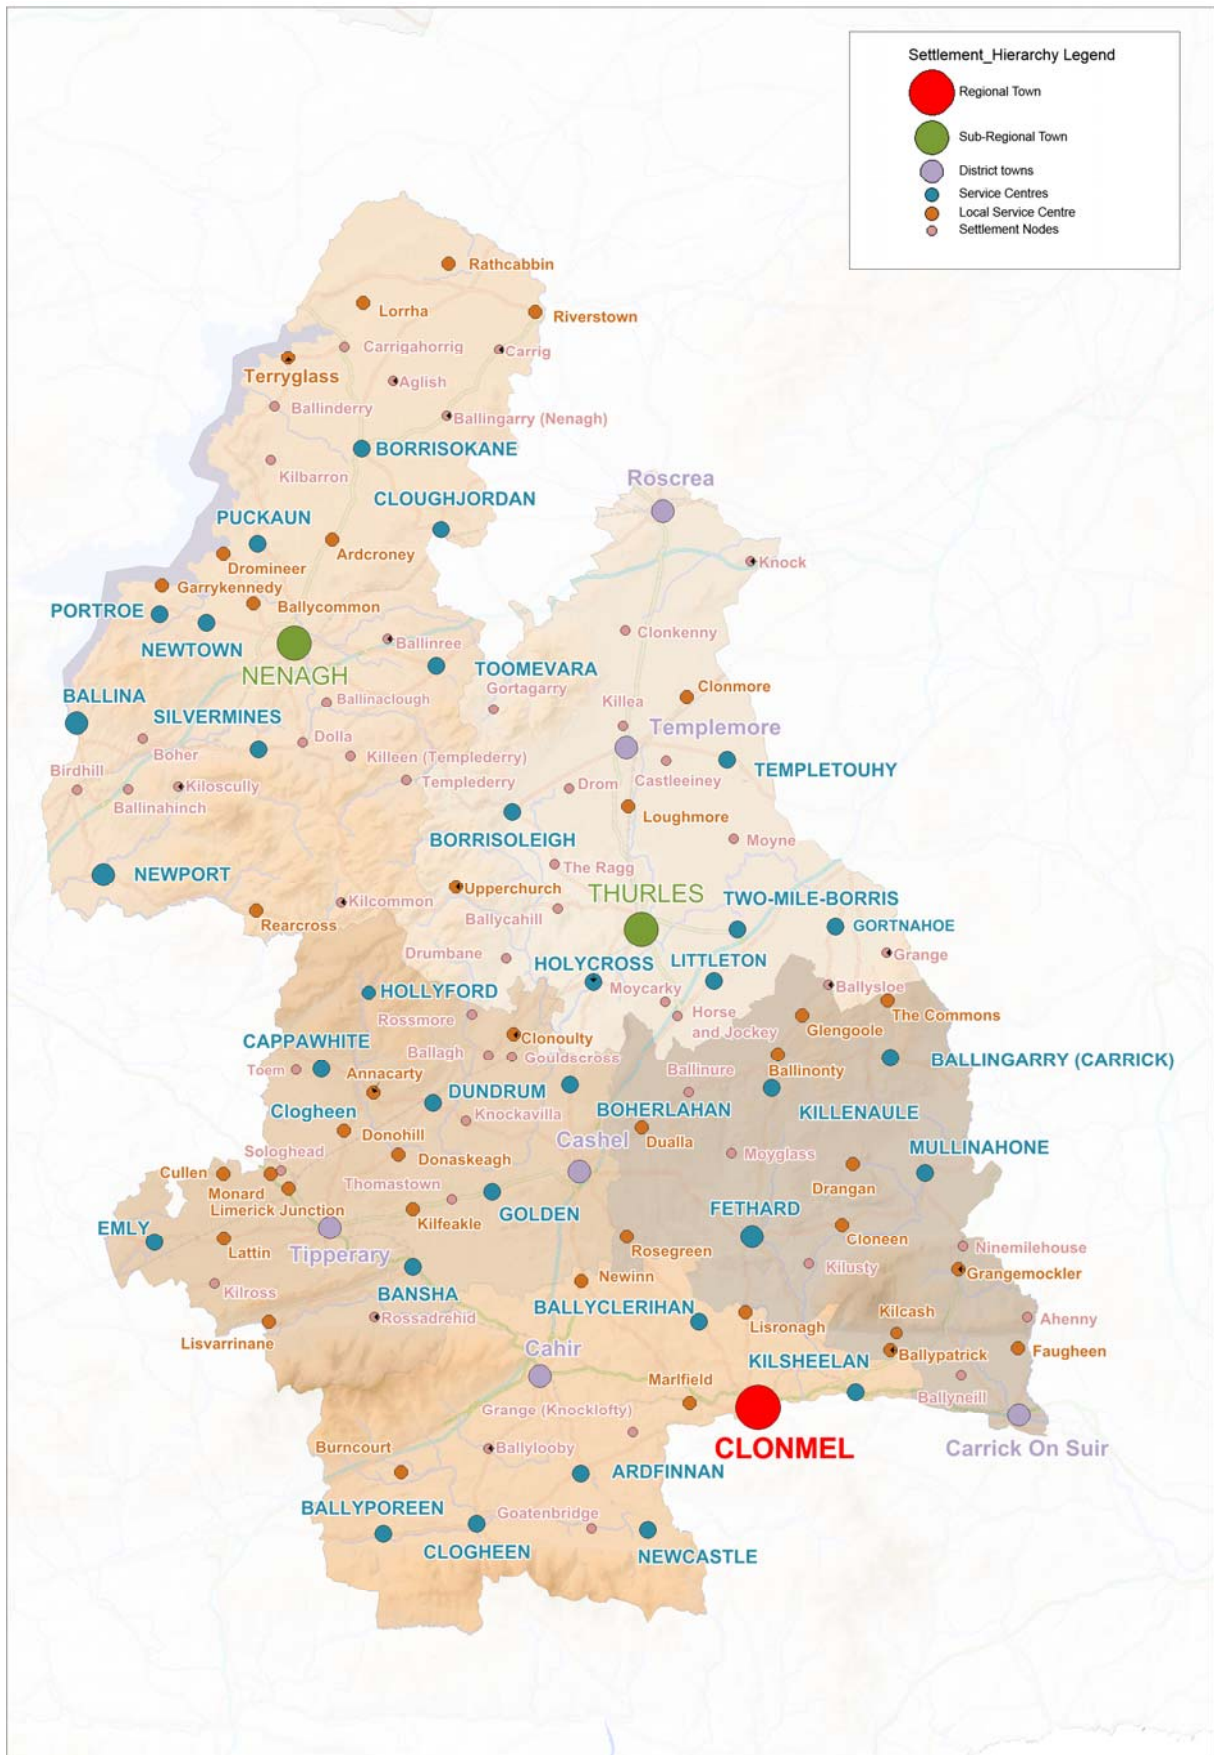 Settlement_Hierarchy Legend
Regional Town
Sub-Regional Town
District towns
Service Centres
Local Service Centre
Settlement Nodes
Rathcabbin
Lorrha
Riverstown
Carrigahorrig
Carrig
Terryglass
Aglish
Ballinderry
Ballingarry (Nenagh)
BORRISOKANE
Kilbarron
Roscrea
CLOUGHJORDAN
PUCKAUN
Ardcroney
Dromineer
Knock
Garrykennedy
PORTROE
Ballycommon
Clonkenny
NEWTOWN
Ballinree
NENAGH
TOOMEVARA
Gortagarry
Clonmore
BALLINA
Ballinaclough
Killea
SILVERMINES
Templemore
Dolla
Boher
Killeen (Templederry)
Birdhill
Kiloscully
Templederry
Drom
Castleeiney
TEMPLETOUHY
Ballinahinch
Loughmore
BORRISOLEIGH
Moyne
NEWPORT
The Ragg
Upperchurch
THURLES
TWO-MILE-BORRIS
Kilcommon
Ballycahill
Rearcross
GORTNAHOE
Drumbane
HOLYCROSS
LITTLETON
Grange
HOLLYFORD
Moycarky
Ballysloe
Rossmore
Horse
and Jockey
The Commons
Glengoole
CAPPAWHITE
Clonoulty
Ballagh
Gouldscross
BALLINGARRY (CARRICK)
Toem
Annacarty
Ballinure
Ballinonty
DUNDRUM
Clogheen
Knockavilla
BOHERLAHAN
KILLENAULE
Donohill
Cashel
Dualla
MULLINAHONE
Sologhead
Donaskeagh
Moyglass
Cullen
Monard
Thomastown
Drangan
Limerick Junction
Kilfeakle
GOLDEN
FETHARD
EMLY
Lattin
Tipperary
Rosegreen
Cloneen
Ninemilehouse
Kilross
BANSHA
Newinn
Kilusty
Grangemockler
Rossadrehid
BALLYCLERIHAN
Lisronagh
Kilcash
Ahenny
Lisvarrinane
Cahir
KILSHEELAN
Ballypatrick
Faugheen
Marlfield
Ballyneill
Grange (Knocklofty)
Burncourt
Ballylooby
CLONMEL
Carrick On Suir
ARDFINNAN
BALLYPOREEN
Goatenbridge
CLOGHEEN
NEWCASTLE